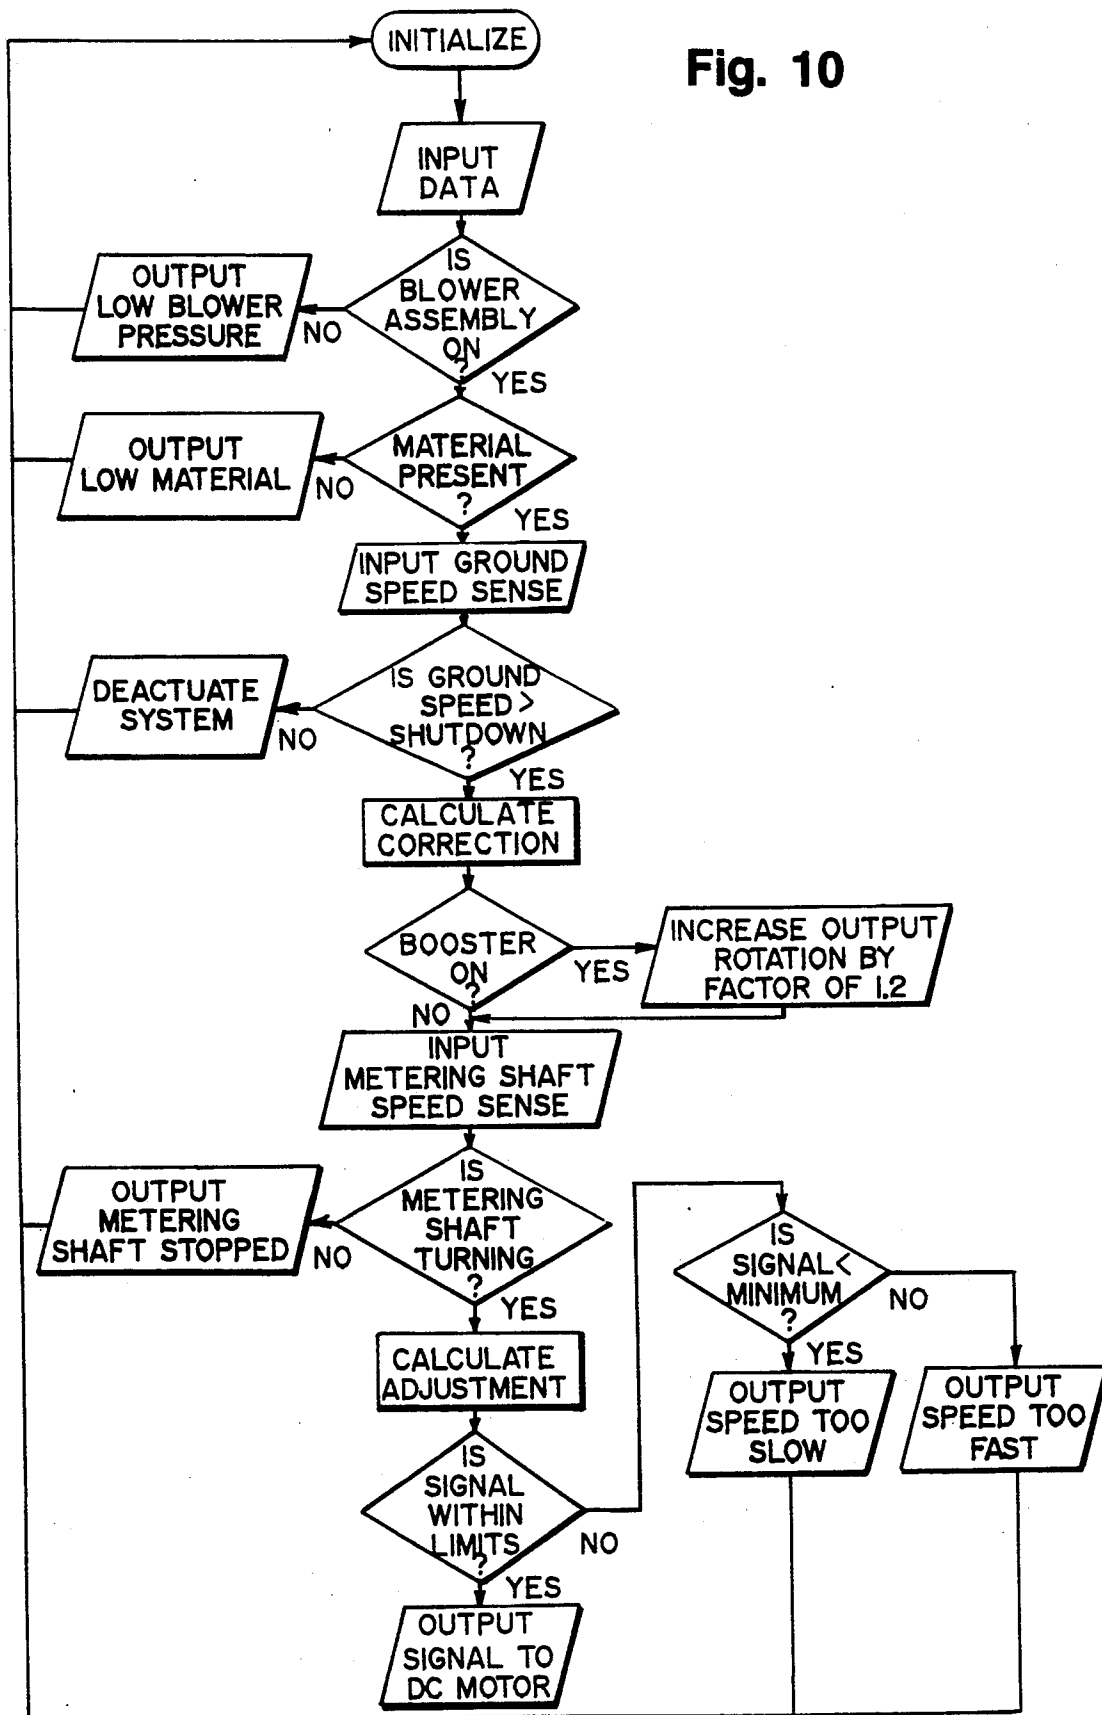 INITIALIZE
Fig. 10
INPUT
DATA
IS
BLOWER
ASSEMBLY
ON
?
OUTPUT
LOW BLOWER
PRESSURE
NO
YES
MATERIAL
PRESENT
?
OUTPUT
LOW MATERIAL
NO
YES
INPUT GROUND
SPEED SENSE
IS GROUND
SPEED >
SHUTDOWN
?
DEACTUATE
SYSTEM
NO
YES
CALCULATE
CORRECTION
BOOSTER
ON
?
YES
INCREASE OUTPUT
ROTATION BY
FACTOR OF 1.2
NO
INPUT
METERING SHAFT
SPEED SENSE
IS
METERING
SHAFT
TURNING
?
OUTPUT
METERING
SHAFT STOPPED
NO
YES
CALCULATE
ADJUSTMENT
IS
SIGNAL
WITHIN
LIMITS
?
NO
YES
OUTPUT
SIGNAL TO
DC MOTOR
IS
SIGNAL <
MINIMUM
?
NO
YES
OUTPUT
SPEED TOO
SLOW
OUTPUT
SPEED TOO
FAST